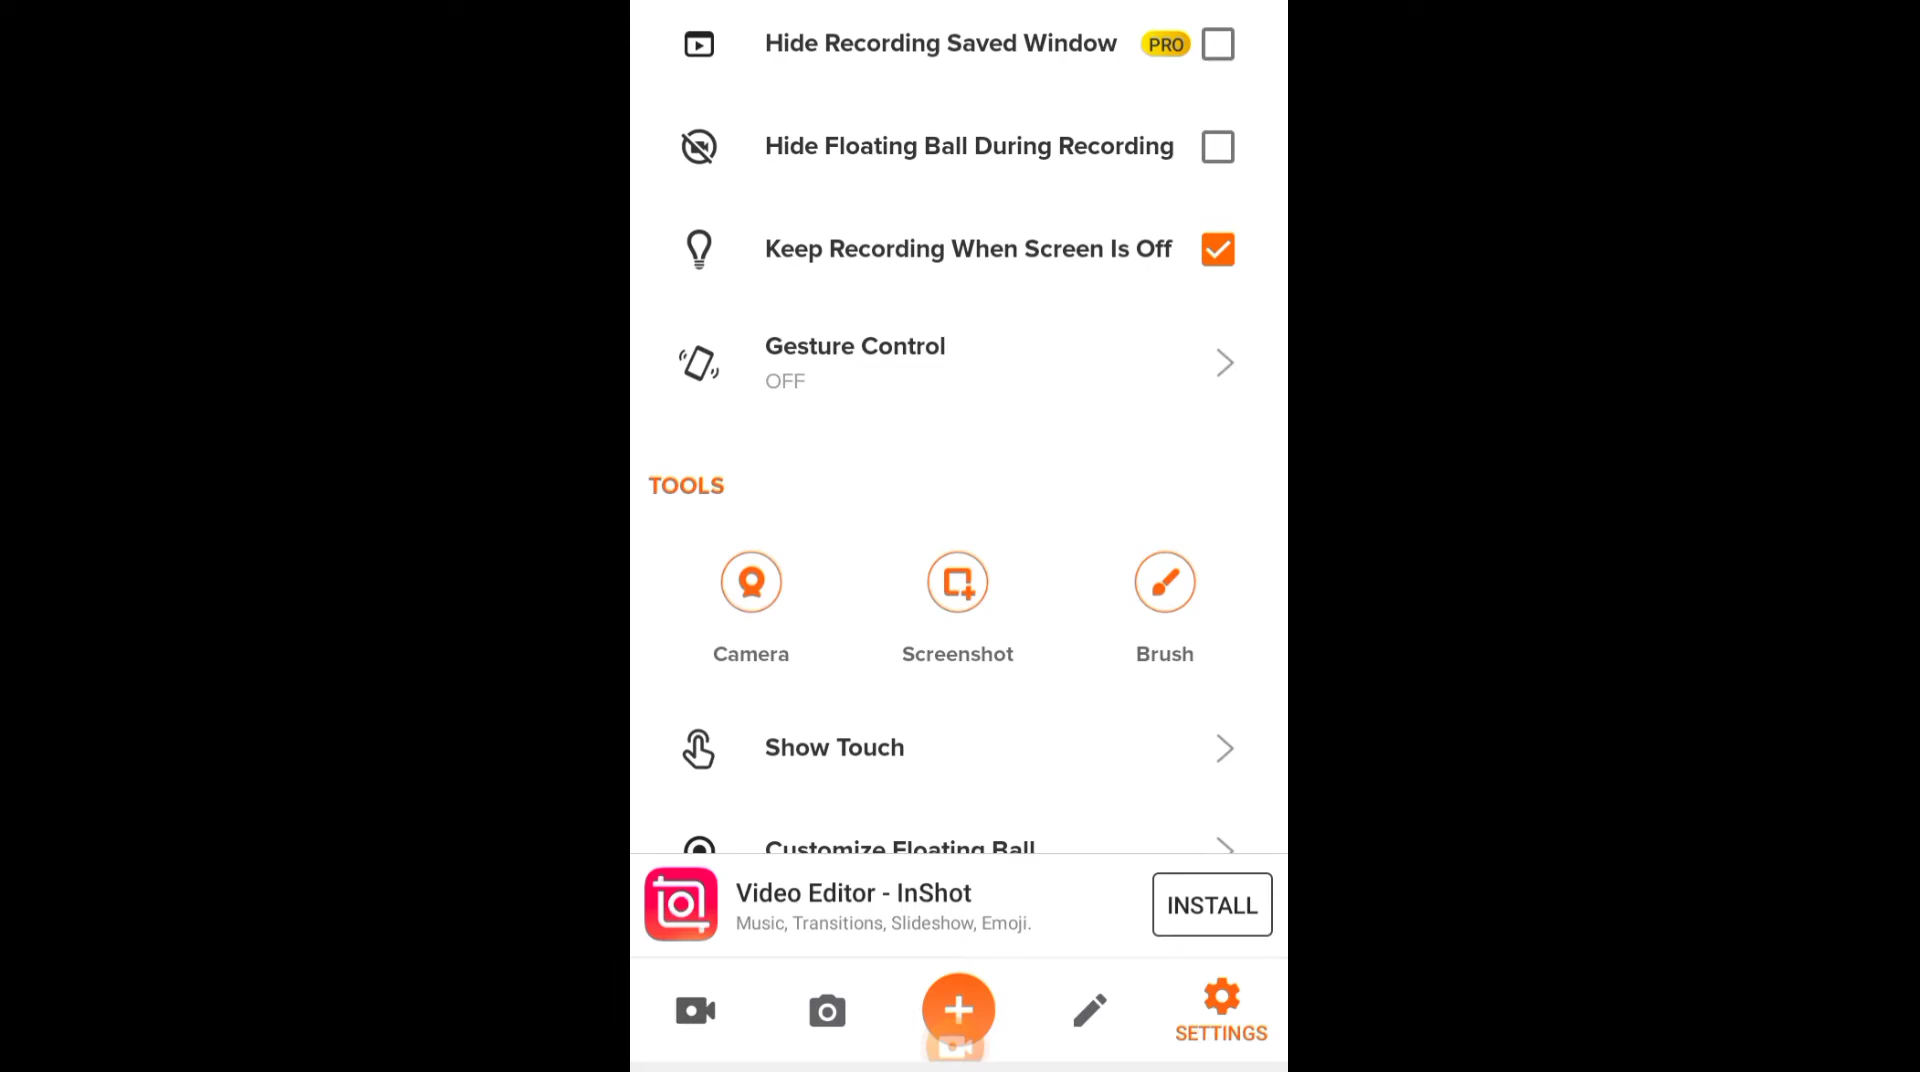 Hide Recording Saved Window PRO
Hide Floating Ball During Recording
Keep Recording When Screen Is Off
Gesture Control
OFF
TOOLS
Camera Screenshot Brush
Show Touch
Customize Floating Ball
Video Editor - InShot
Music, Transitions, Slideshow, Emoji.
INSTALL
SETTINGS